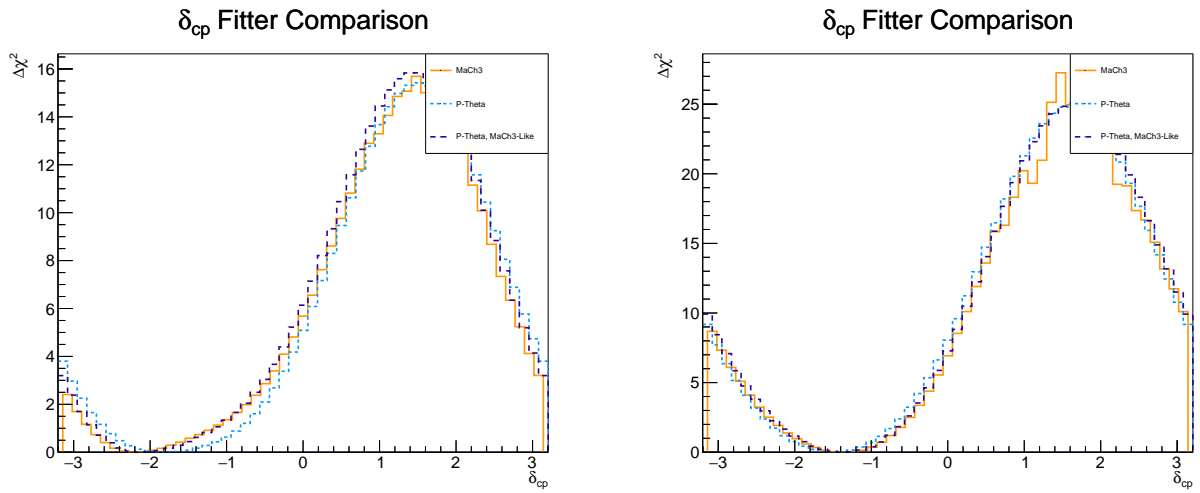 δcp Fitter Comparison
Δχ²
16
14
12
10
8
6
4
2
0
−3
−2
−1
0
1
2
3
δcp
MaCh3
P-Theta
P-Theta, MaCh3-Like
δcp Fitter Comparison
Δχ²
25
20
15
10
5
0
−3
−2
−1
0
1
2
3
δcp
MaCh3
P-Theta
P-Theta, MaCh3-Like